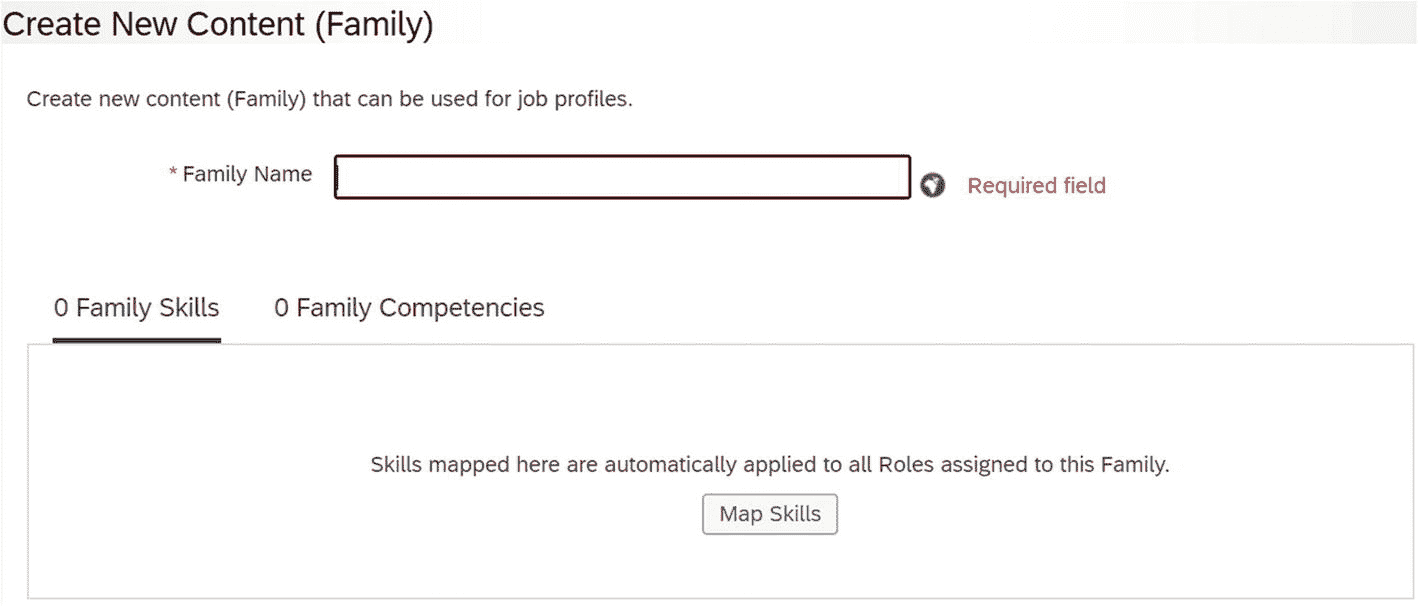 Create New Content (Family)
Create new content (Family) that can be used for job profiles.
* Family Name
Required field
0 Family Skills
0 Family Competencies
Skills mapped here are automatically applied to all Roles assigned to this Family.
Map Skills